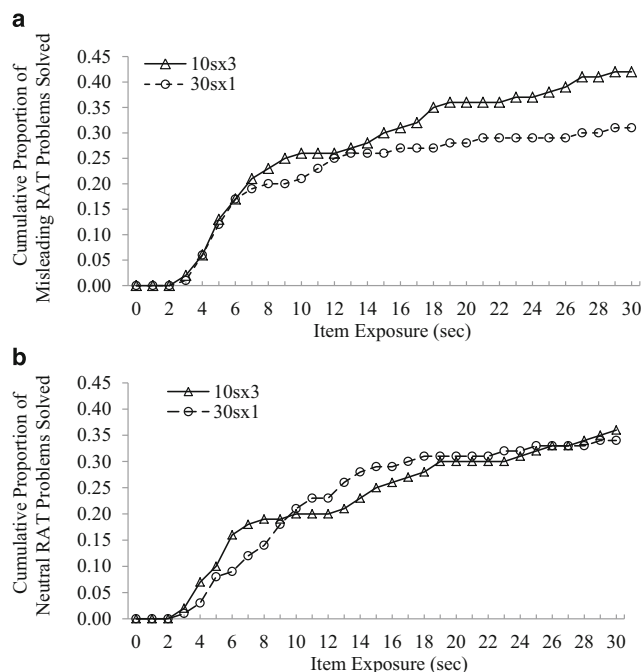 a
0.45
0.40
0.35
0.30
0.25
0.20
0.15
0.10
0.05
0.00
Cumulative Proportion of
Misleading RAT Problems Solved
10sx3
30sx1
0 2 4 6 8 10 12 14 16 18 20 22 24 26 28 30
Item Exposure (sec)
b
0.45
0.40
0.35
0.30
0.25
0.20
0.15
0.10
0.05
0.00
Cumulative Proportion of
Neutral RAT Problems Solved
10sx3
30sx1
0 2 4 6 8 10 12 14 16 18 20 22 24 26 28 30
Item Exposure (sec)